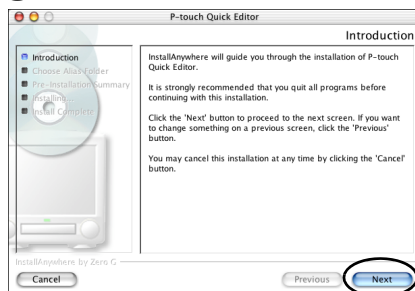 P-touch Quick Editor
Introduction
Introduction
Choose Alias Folder
Pre-Installation Summary
Installing...
Install Complete
InstallAnywhere will guide you through the installation of P-touch
Quick Editor.
It is strongly recommended that you quit all programs before
continuing with this installation.
Click the 'Next' button to proceed to the next screen. If you want
to change something on a previous screen, click the 'Previous'
button.
You may cancel this installation at any time by clicking the 'Cancel'
button.
InstallAnywhere by Zero G
Cancel
Previous
Next